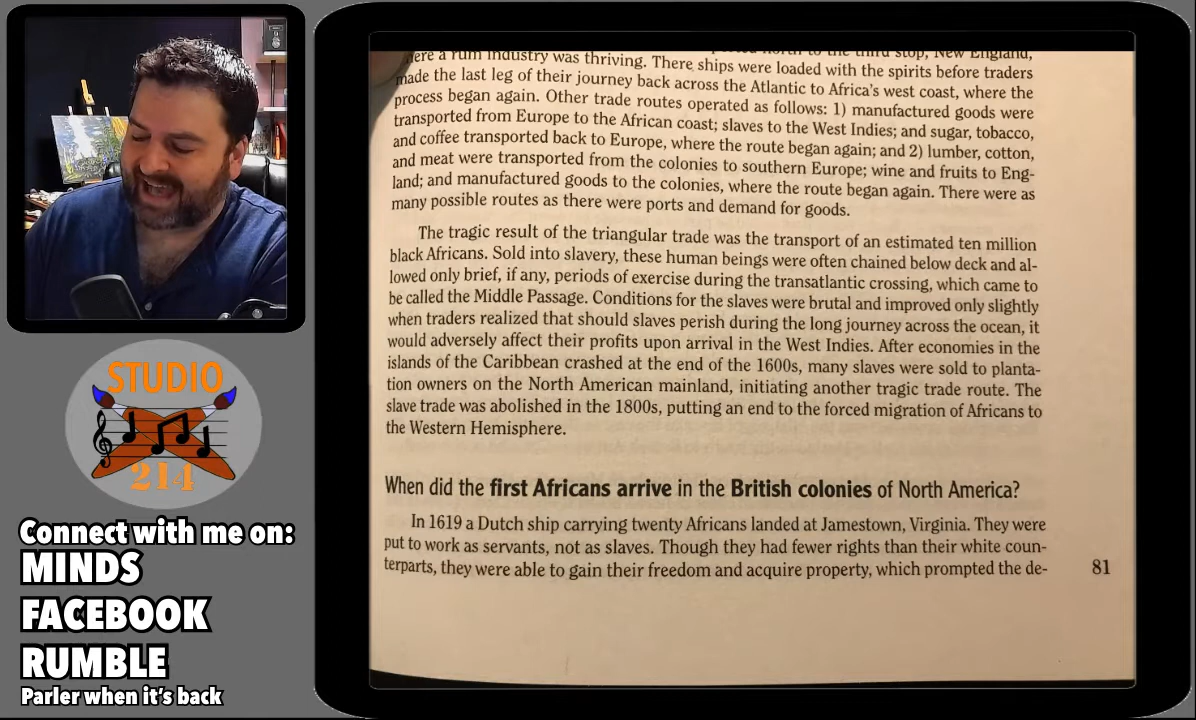 STUDIO
214
Connect with me on:
MINDS
FACEBOOK
RUMBLE
Parler when it's back
here a rum industry was thriving. There ships were loaded with the spirits before traders
made the last leg of their journey back across the Atlantic to Africa's west coast, where the
process began again. Other trade routes operated as follows: 1) manufactured goods were
transported from Europe to the African coast; slaves to the West Indies; and sugar, tobacco,
and coffee transported back to Europe, where the route began again; and 2) lumber, cotton,
and meat were transported from the colonies to southern Europe; wine and fruits to Eng-
land; and manufactured goods to the colonies, where the route began again. There were as
many possible routes as there were ports and demand for goods.
The tragic result of the triangular trade was the transport of an estimated ten million
black Africans. Sold into slavery, these human beings were often chained below deck and al-
lowed only brief, if any, periods of exercise during the transatlantic crossing, which came to
be called the Middle Passage. Conditions for the slaves were brutal and improved only slightly
when traders realized that should slaves perish during the long journey across the ocean, it
would adversely affect their profits upon arrival in the West Indies. After economies in the
islands of the Caribbean crashed at the end of the 1600s, many slaves were sold to planta-
tion owners on the North American mainland, initiating another tragic trade route. The
slave trade was abolished in the 1800s, putting an end to the forced migration of Africans to
the Western Hemisphere.
When did the first Africans arrive in the British colonies of North America?
In 1619 a Dutch ship carrying twenty Africans landed at Jamestown, Virginia. They were
put to work as servants, not as slaves. Though they had fewer rights than their white coun-
terparts, they were able to gain their freedom and acquire property, which prompted the de-
81